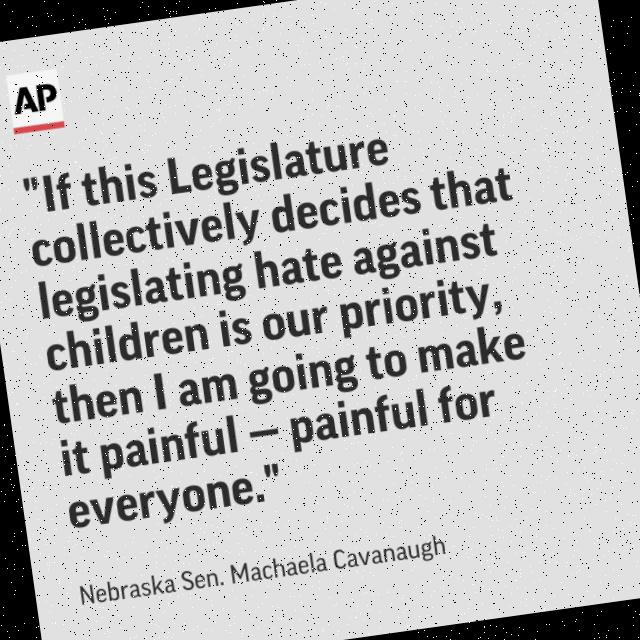 AP
"If this Legislature
collectively decides that
legislating hate against
children is our priority,
then I am going to make
it painful — painful for
everyone."
Nebraska Sen. Machaela Cavanaugh